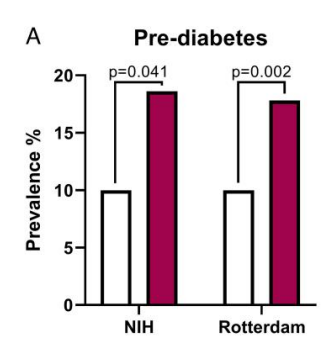 A
Pre-diabetes
p=0.041 p=0.002
Prevalence %
20
15
10
5
0
NIH Rotterdam